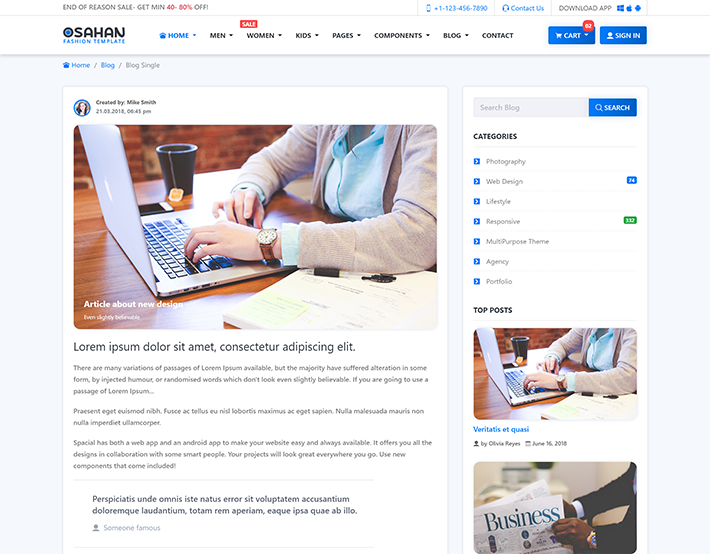 END OF REASON SALE- GET MIN 40- 80% OFF!
+1-123-456-7890
Contact Us
DOWNLOAD APP
OSAHAN
FASHION TEMPLATE
HOME
MEN
SALE
WOMEN
KIDS
PAGES
COMPONENTS
BLOG
CONTACT
CART
02
SIGN IN
Home / Blog / Blog Single
Created by: Mike Smith
21.03.2018, 06:45 pm
Article about new design
Even slightly believable
Lorem ipsum dolor sit amet, consectetur adipiscing elit.
There are many variations of passages of Lorem Ipsum available, but the majority have suffered alteration in some
form, by injected humour, or randomised words which don't look even slightly believable. If you are going to use a
passage of Lorem Ipsum...
Praesent eget euismod nibh. Fusce ac tellus eu nisl lobortis maximus ac eget sapien. Nulla malesuada mauris non
nulla imperdiet ullamcorper.
Spacial has both a web app and an android app to make your website easy and always available. It offers you all the
designs in collaboration with some smart people. Your projects will look great everywhere you go. Use new
components that come included!
Perspiciatis unde omnis iste natus error sit voluptatem accusantium
doloremque laudantium, totam rem aperiam, eaque ipsa quae ab illo.
Someone famous
Search Blog
SEARCH
CATEGORIES
Photography
Web Design
74
Lifestyle
Responsive
332
MultiPurpose Theme
Agency
Portfolio
TOP POSTS
Veritatis et quasi
by Olivia Reyes
June 16, 2018
Business